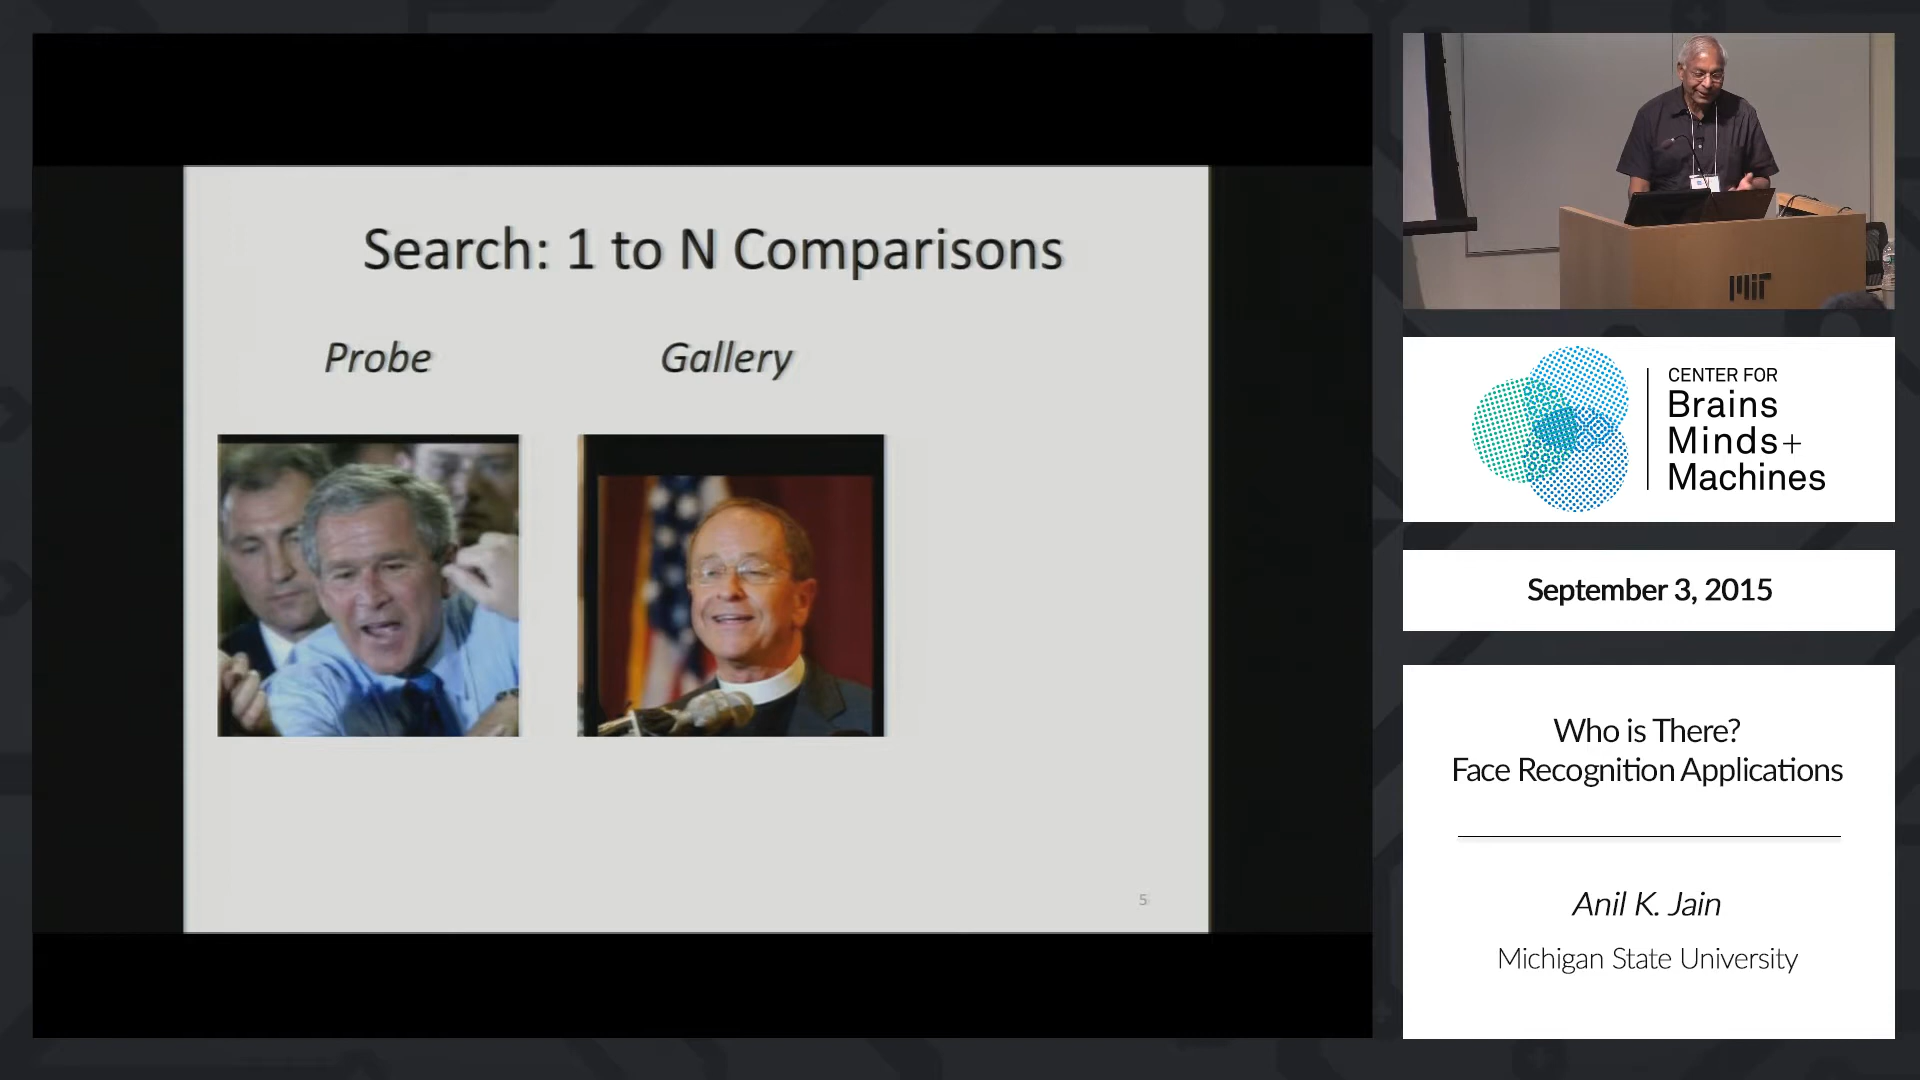 Search: 1 to N Comparisons
Probe
Gallery
5
MIT
CENTER FOR
Brains
Minds+
Machines
September 3, 2015
Who is There?
Face Recognition Applications
Anil K. Jain
Michigan State University